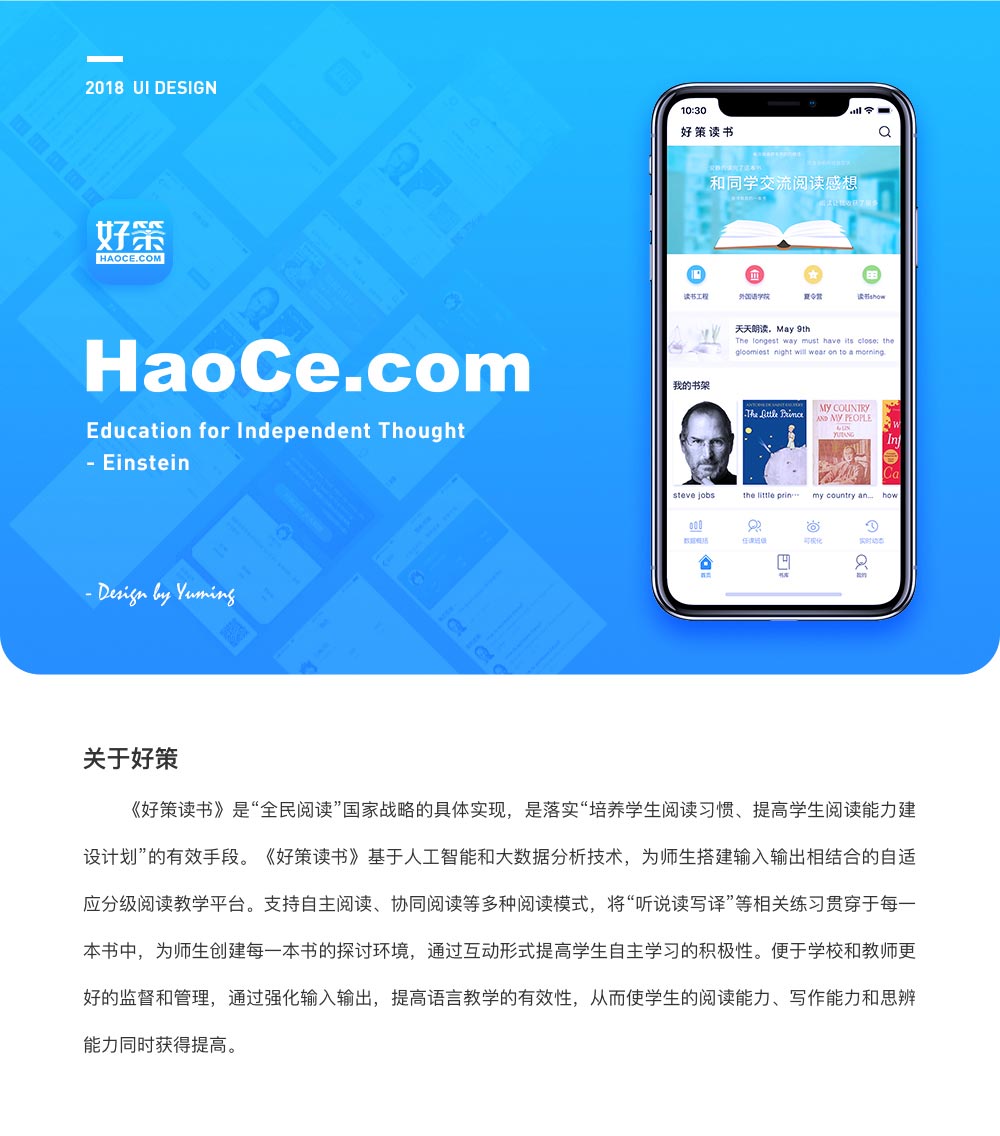 2018 UI DESIGN
好策
HAOCE.COM
HaoCe.com
Education for Independent Thought
- Einstein
- Design by Yuming
10:30
好策读书
和同学交流阅读感想
读书工程
外国语学院
夏令营
读书show
天天朗读，May 9th
The longest way must have its close; the
gloomiest night will wear on to a morning.
我的书架
ANTOINE DE SAINT-EXUPÉRY
The Little Prince
MY COUNTRY
AND MY PEOPLE
LIN
YUTANG
steve jobs
the little prin…
my country an…
how
数据概括
任课班级
可视化
实时动态
首页
书库
我的
关于好策
《好策读书》是“全民阅读”国家战略的具体实现，是落实“培养学生阅读习惯、提高学生阅读能力建
设计划”的有效手段。《好策读书》基于人工智能和大数据分析技术，为师生搭建输入输出相结合的自适
应分级阅读教学平台。支持自主阅读、协同阅读等多种阅读模式，将“听说读写译”等相关练习贯穿于每一
本书中，为师生创建每一本书的探讨环境，通过互动形式提高学生自主学习的积极性。便于学校和教师更
好的监督和管理，通过强化输入输出，提高语言教学的有效性，从而使学生的阅读能力、写作能力和思辨
能力同时获得提高。